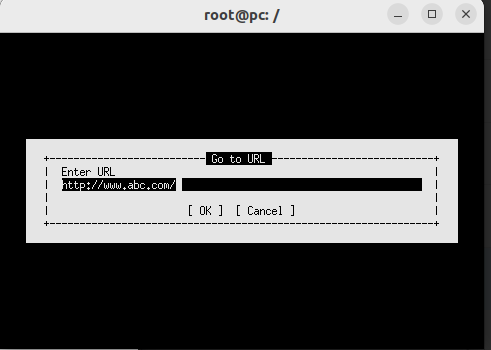 root@pc: /
Go to URL
Enter URL
http://www.abc.com/
[ OK ] [ Cancel ]